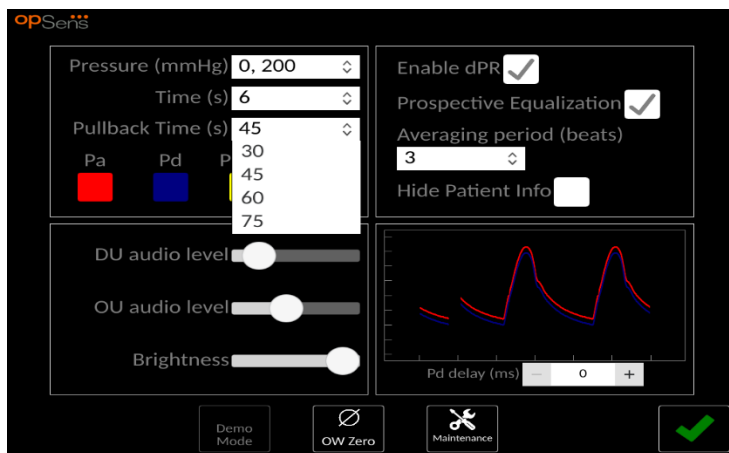 opSens
Pressure (mmHg) 0, 200
Time (s) 6
Pullback Time (s) 45
30
45
60
75
Pa Pd P
Enable dPR
Prospective Equalization
Averaging period (beats)
3
Hide Patient Info
DU audio level
OU audio level
Brightness
Pd delay (ms) − 0 +
Demo
Mode
OW Zero
Maintenance